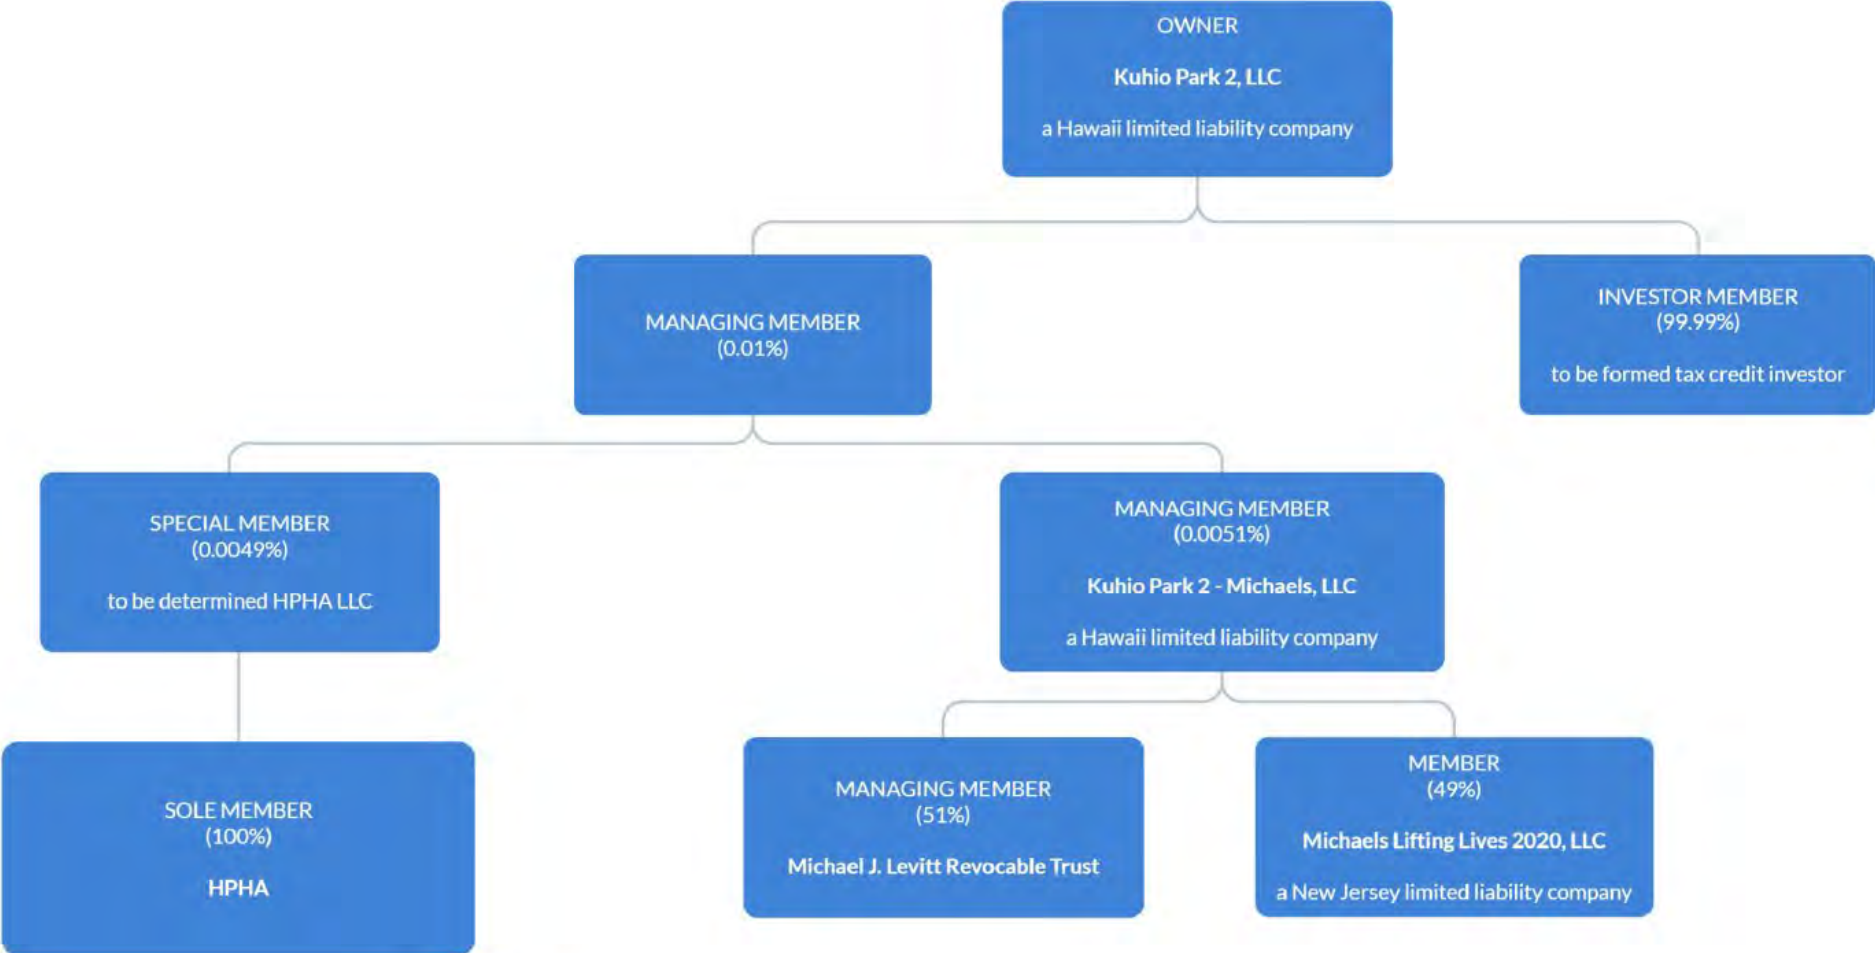 OWNER
Kuhio Park 2, LLC
a Hawaii limited liability company
MANAGING MEMBER
(0.01%)
INVESTOR MEMBER
(99.99%)
to be formed tax credit investor
SPECIAL MEMBER
(0.0049%)
to be determined HPHA LLC
MANAGING MEMBER
(0.0051%)
Kuhio Park 2 - Michaels, LLC
a Hawaii limited liability company
SOLE MEMBER
(100%)
HPHA
MANAGING MEMBER
(51%)
Michael J. Levitt Revocable Trust
MEMBER
(49%)
Michaels Lifting Lives 2020, LLC
a New Jersey limited liability company